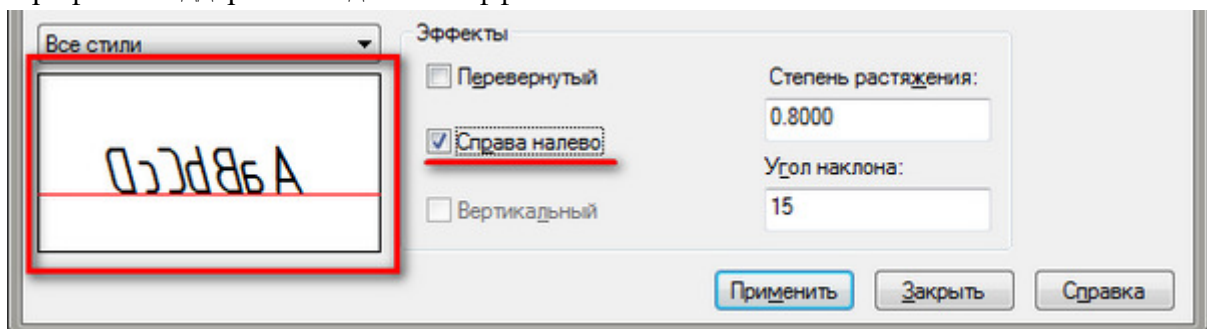 Все стили
AaBbCcD
Эффекты
Перевернутый
Справа налево
Вертикальный
Степень растяжения:
0.8000
Угол наклона:
15
Применить
Закрыть
Справка